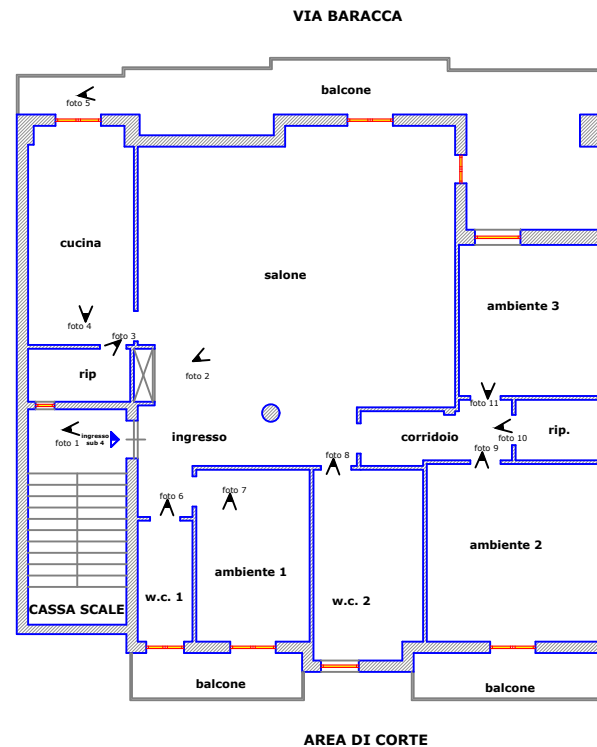 VIA BARACCA
balcone
foto 5
cucina
salone
ambiente 3
foto 4
foto 3
foto 2
rip
foto 11
foto 1
ingresso
sub 4
ingresso
corridoio
foto 10
rip.
foto 9
foto 8
foto 6
foto 7
ambiente 1
ambiente 2
w.c. 1
w.c. 2
CASSA SCALE
balcone
balcone
AREA DI CORTE